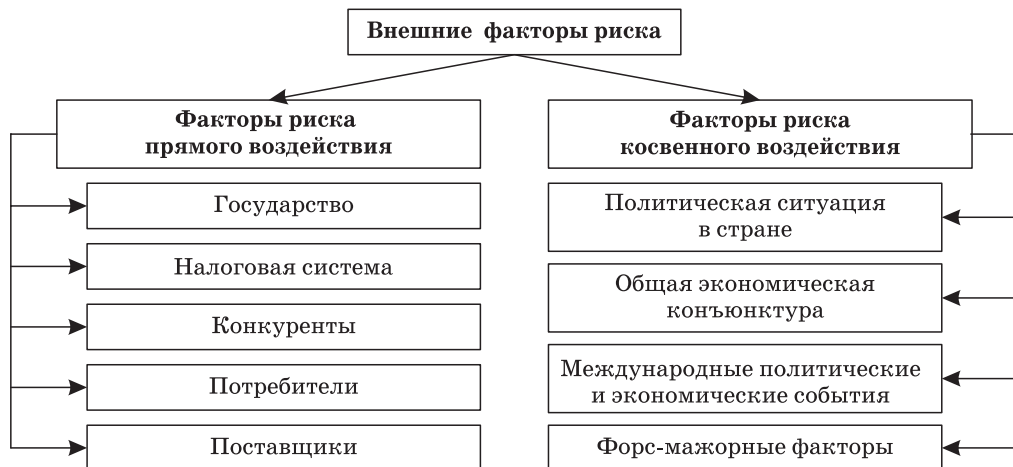 Внешние факторы риска
Факторы риска
прямого воздействия
Государство
Налоговая система
Конкуренты
Потребители
Поставщики
Факторы риска
косвенного воздействия
Политическая ситуация
в стране
Общая экономическая
конъюнктура
Международные политические
и экономические события
Форс-мажорные факторы